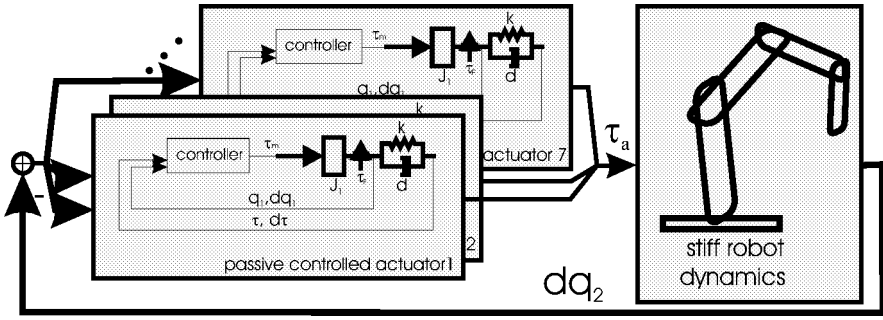 controller
τm
J1
τF
k
d
q1,dq1
actuator 7
k
2
controller
τm
J1
k
d
q1,dq1
τ, dτ
passive controlled actuator1
τa
stiff robot
dynamics
dq2
-